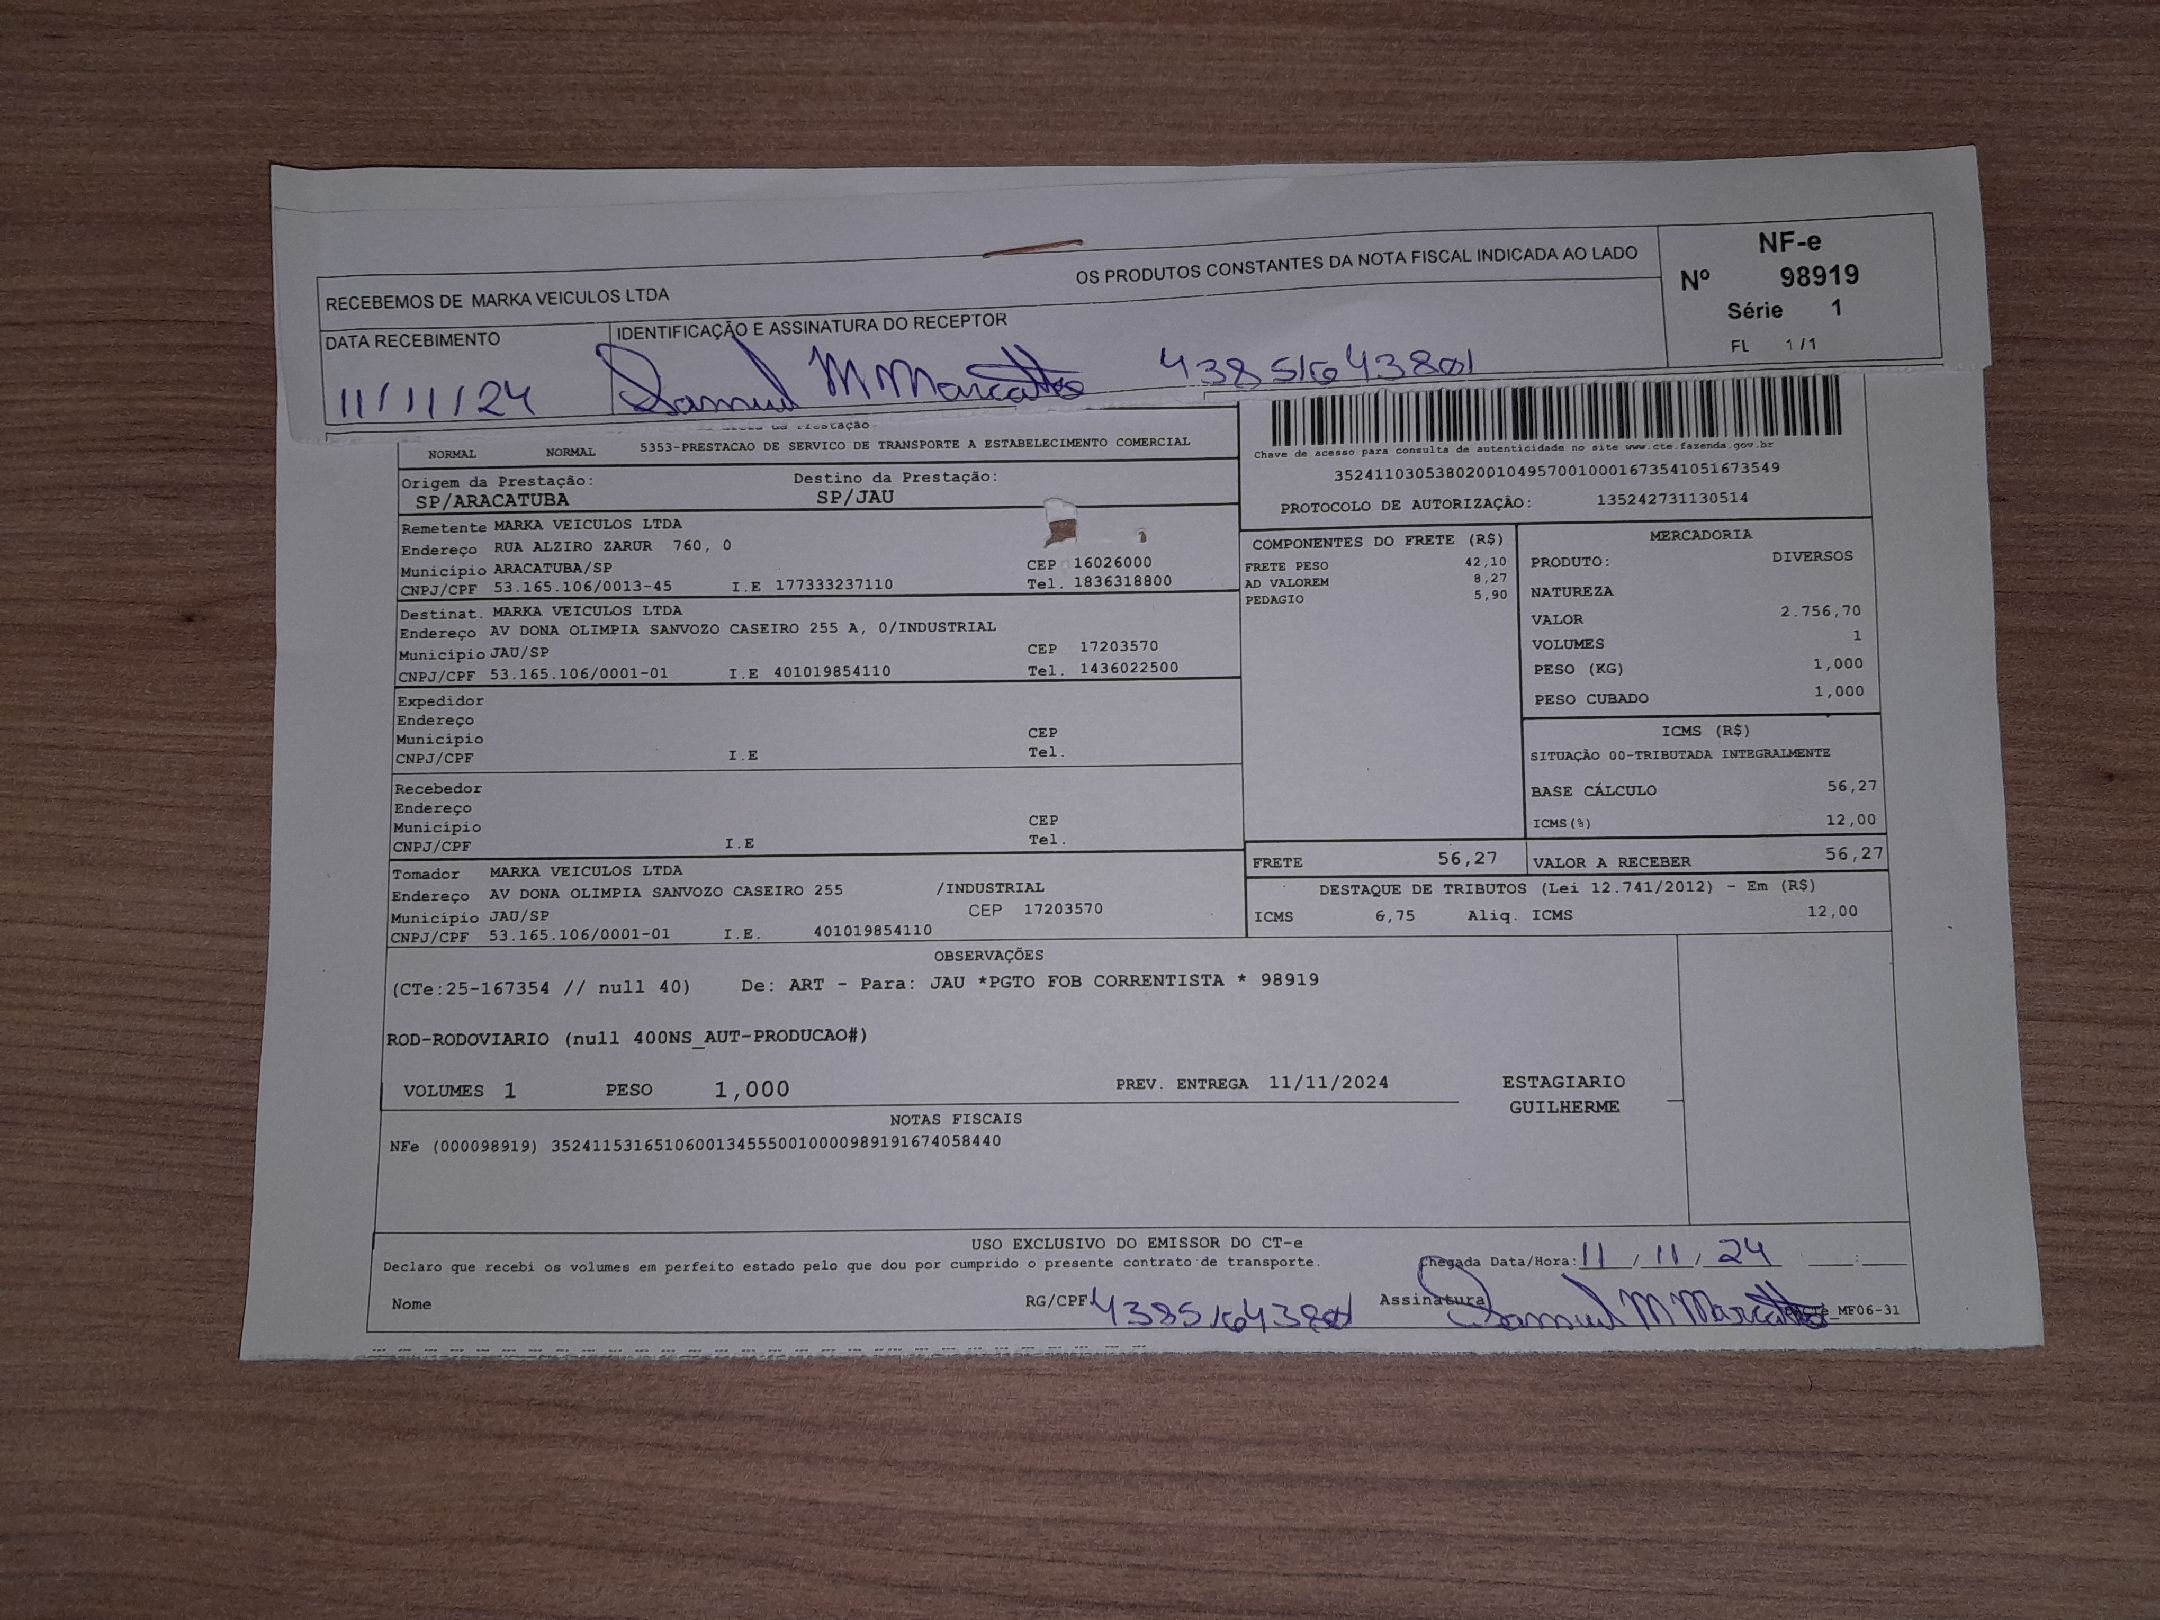 RECEBEMOS DE MARKA VEICULOS LTDA OS PRODUTOS CONSTANTES DA NOTA FISCAL INDICADA AO LADO
NF-e
Nº 98919
Série 1
FL 1/1
DATA RECEBIMENTO IDENTIFICAÇÃO E ASSINATURA DO RECEPTOR
11/11/24 Samuel M Marcatto 43851643801
NORMAL NORMAL 5353-PRESTACAO DE SERVICO DE TRANSPORTE A ESTABELECIMENTO COMERCIAL
Chave de acesso para consulta de autenticidade no site www.cte.fazenda.gov.br
35241103053802001049570010001673541051673549
PROTOCOLO DE AUTORIZAÇÃO: 135242731130514
Origem da Prestação: Destino da Prestação:
SP/ARACATUBA SP/JAU
Remetente MARKA VEICULOS LTDA
Endereço RUA ALZIRO ZARUR 760, 0
Município ARACATUBA/SP CEP 16026000
CNPJ/CPF 53.165.106/0013-45 I.E 177333237110 Tel. 1836318800
Destinat. MARKA VEICULOS LTDA
Endereço AV DONA OLIMPIA SANVOZO CASEIRO 255 A, 0/INDUSTRIAL
Município JAU/SP CEP 17203570
CNPJ/CPF 53.165.106/0001-01 I.E 401019854110 Tel. 1436022500
Expedidor
Endereço
Município CEP
CNPJ/CPF I.E Tel.
Recebedor
Endereço
Município CEP
CNPJ/CPF I.E Tel.
Tomador MARKA VEICULOS LTDA
Endereço AV DONA OLIMPIA SANVOZO CASEIRO 255 /INDUSTRIAL
Município JAU/SP CEP 17203570
CNPJ/CPF 53.165.106/0001-01 I.E. 401019854110
COMPONENTES DO FRETE (R$)
FRETE PESO 42,10
AD VALOREM 8,27
PEDAGIO 5,90
MERCADORIA
PRODUTO: DIVERSOS
NATUREZA
VALOR 2.756,70
VOLUMES 1
PESO (KG) 1,000
PESO CUBADO 1,000
ICMS (R$)
SITUAÇÃO 00-TRIBUTADA INTEGRALMENTE
BASE CÁLCULO 56,27
ICMS(%) 12,00
FRETE 56,27 VALOR A RECEBER 56,27
DESTAQUE DE TRIBUTOS (Lei 12.741/2012) - Em (R$)
ICMS 6,75 Aliq. ICMS 12,00
OBSERVAÇÕES
(CTe:25-167354 // null 40) De: ART - Para: JAU *PGTO FOB CORRENTISTA * 98919
ROD-RODOVIARIO (null 400NS_AUT-PRODUCAO#)
VOLUMES 1 PESO 1,000 PREV. ENTREGA 11/11/2024 ESTAGIARIO
GUILHERME
NOTAS FISCAIS
NFe (000098919) 35241153165106001345550010000989191674058440
USO EXCLUSIVO DO EMISSOR DO CT-e
Declaro que recebi os volumes em perfeito estado pelo que dou por cumprido o presente contrato de transporte. Chegada Data/Hora: 11/11/24 __:__
Nome RG/CPF 43851643801 Assinatura Samuel M Marcatto MF06-31